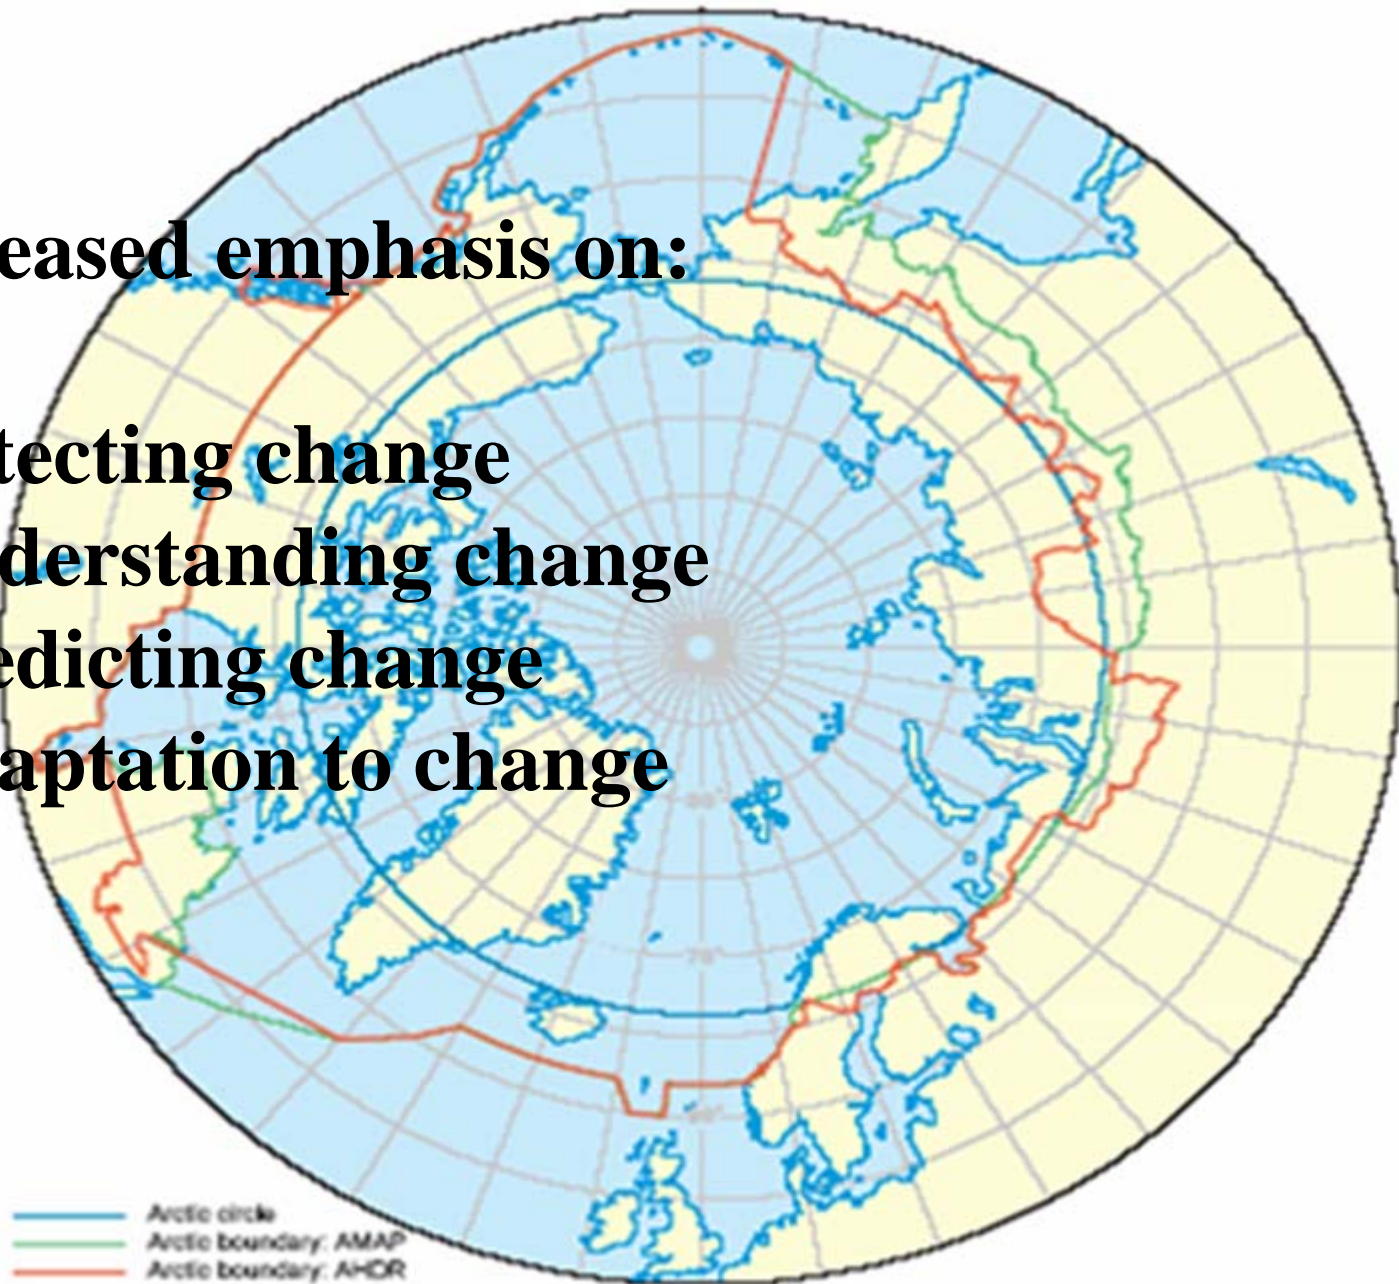 eased emphasis on:
tecting change
derstanding change
edicting change
aptation to change
70°
Arctic circle
Arctic boundary: AMAP
Arctic boundary: AHDR